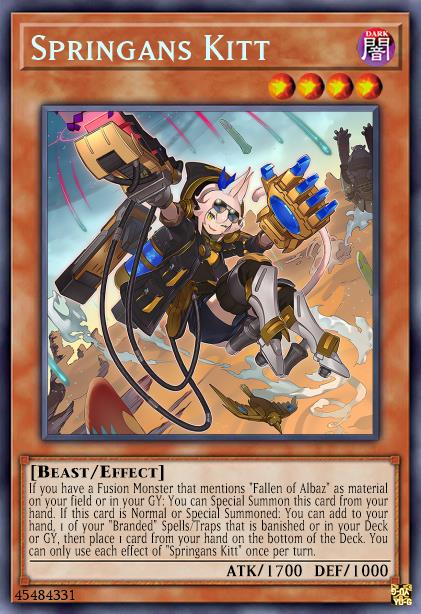 Springans Kitt
DARK
闇
[Beast/Effect]
If you have a Fusion Monster that mentions "Fallen of Albaz" as material
on your field or in your GY: You can Special Summon this card from your
hand. If this card is Normal or Special Summoned: You can add to your
hand, 1 of your "Branded" Spells/Traps that is banished or in your Deck
or GY, then place 1 card from your hand on the bottom of the Deck. You
can only use each effect of "Springans Kitt" once per turn.
ATK/1700 DEF/1000
45484331